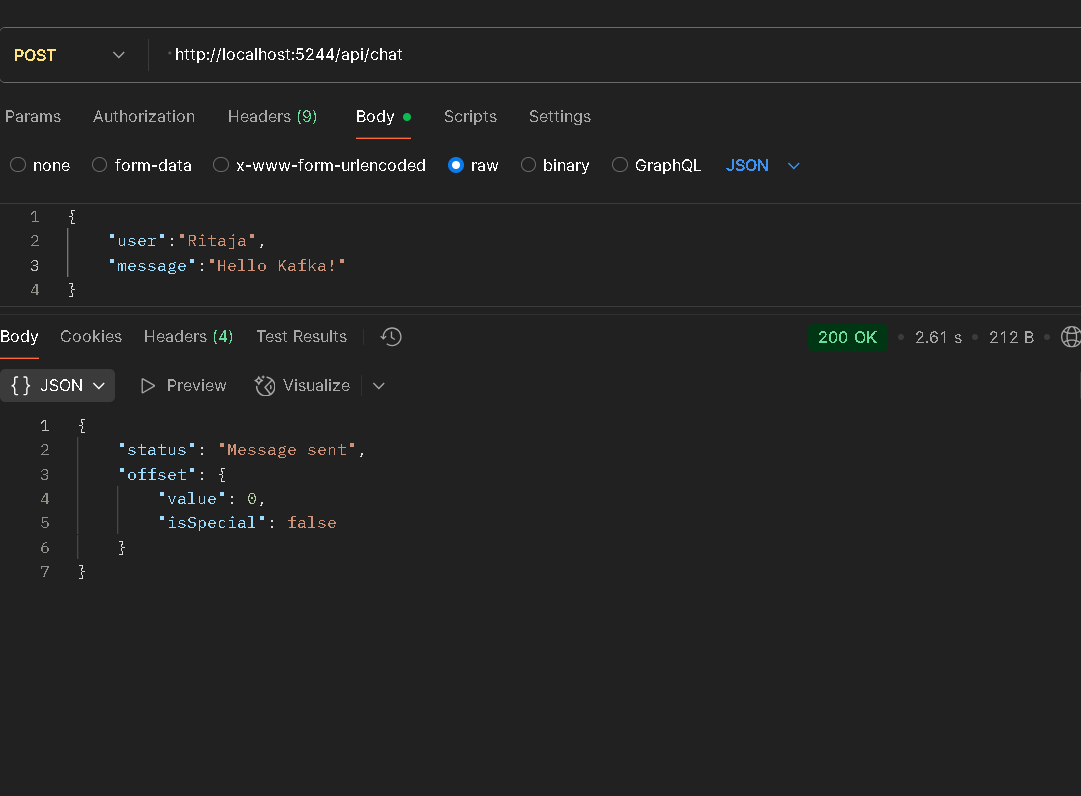 POST http://localhost:5244/api/chat
Params Authorization Headers (9) Body Scripts Settings
none form-data x-www-form-urlencoded raw binary GraphQL JSON
1 {
2 "user":"Ritaja",
3 "message":"Hello Kafka!"
4 }
Body Cookies Headers (4) Test Results 200 OK • 2.61 s • 212 B •
{} JSON Preview Visualize
1 {
2 "status": "Message sent",
3 "offset": {
4 "value": 0,
5 "isSpecial": false
6 }
7 }